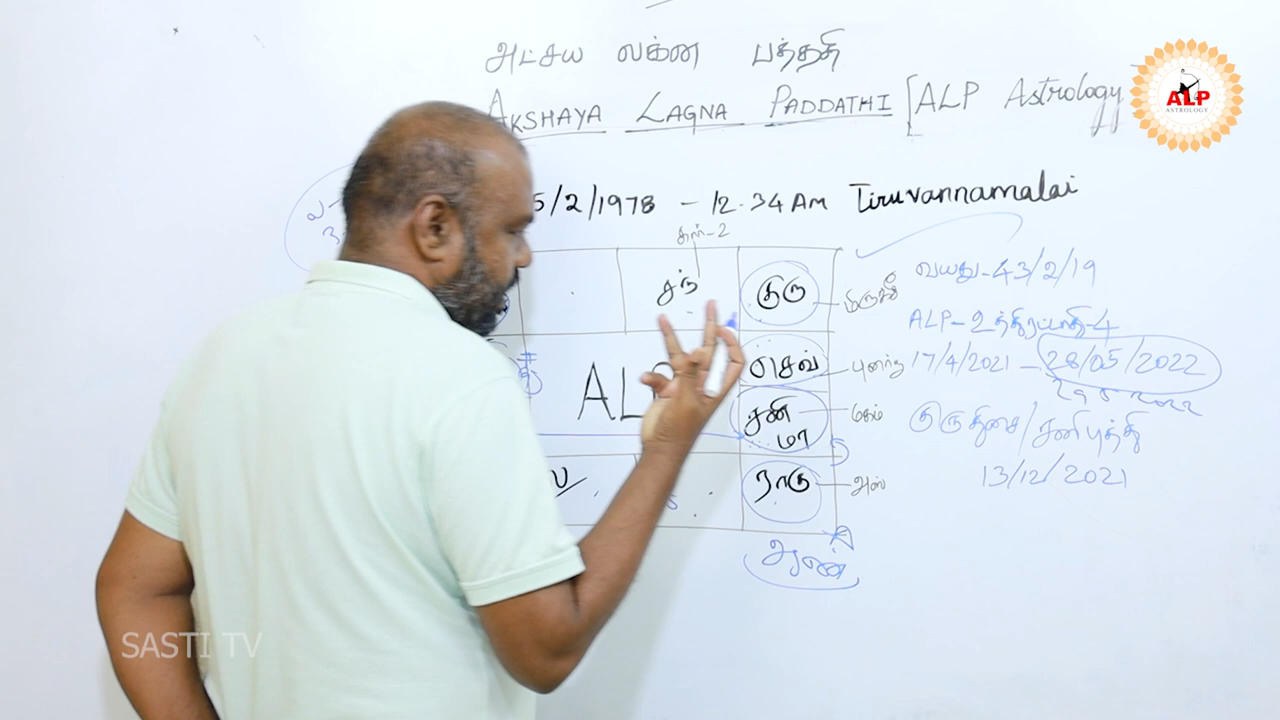 அட்சய லக்ன பத்ததி
AKSHAYA LAGNA PADDATHI [ALP Astrology]
ALP
ASTROLOGY
5/2/1978 - 12.34 AM Tiruvannamalai
சந்
குரு
வயது - 43/2/19
ALP - உத்திரட்டாதி - 4
ALP
செவ்
புனர்பூ
17/4/2021 - 28/05/2022
சனி
மா
மகம்
குரு திசை / சனி புத்தி
ராகு
அஸ்
13/12/2021
SASTI TV